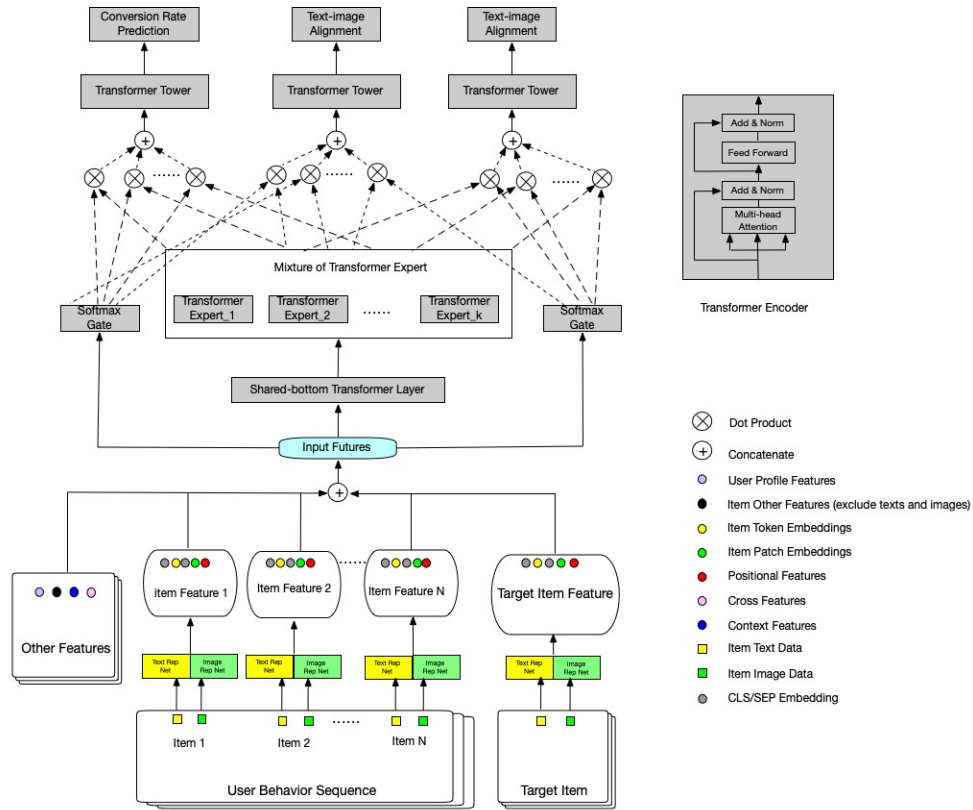 Conversion Rate
Prediction
Text-image
Alignment
Text-image
Alignment
Transformer Tower
Transformer Tower
Transformer Tower
Add & Norm
Feed Forward
Add & Norm
Multi-head
Attention
Transformer Encoder
Mixture of Transformer Expert
Transformer
Expert_1
Transformer
Expert_2
......
Transformer
Expert_k
Softmax
Gate
Softmax
Gate
Shared-bottom Transformer Layer
Input Futures
Dot Product
Concatenate
User Profile Features
Item Other Features (exclude texts and images)
Item Token Embeddings
Item Patch Embeddings
Positional Features
Cross Features
Context Features
Item Text Data
Item Image Data
CLS/SEP Embedding
Other Features
item Feature 1
Item Feature 2
Item Feature N
Target Item Feature
Text Rep
Net
Image
Rep Net
Text Rep
Net
Image
Rep Net
Text Rep
Net
Image
Rep Net
Text Rep
Net
Image
Rep Net
Item 1
Item 2
Item N
User Behavior Sequence
Target Item